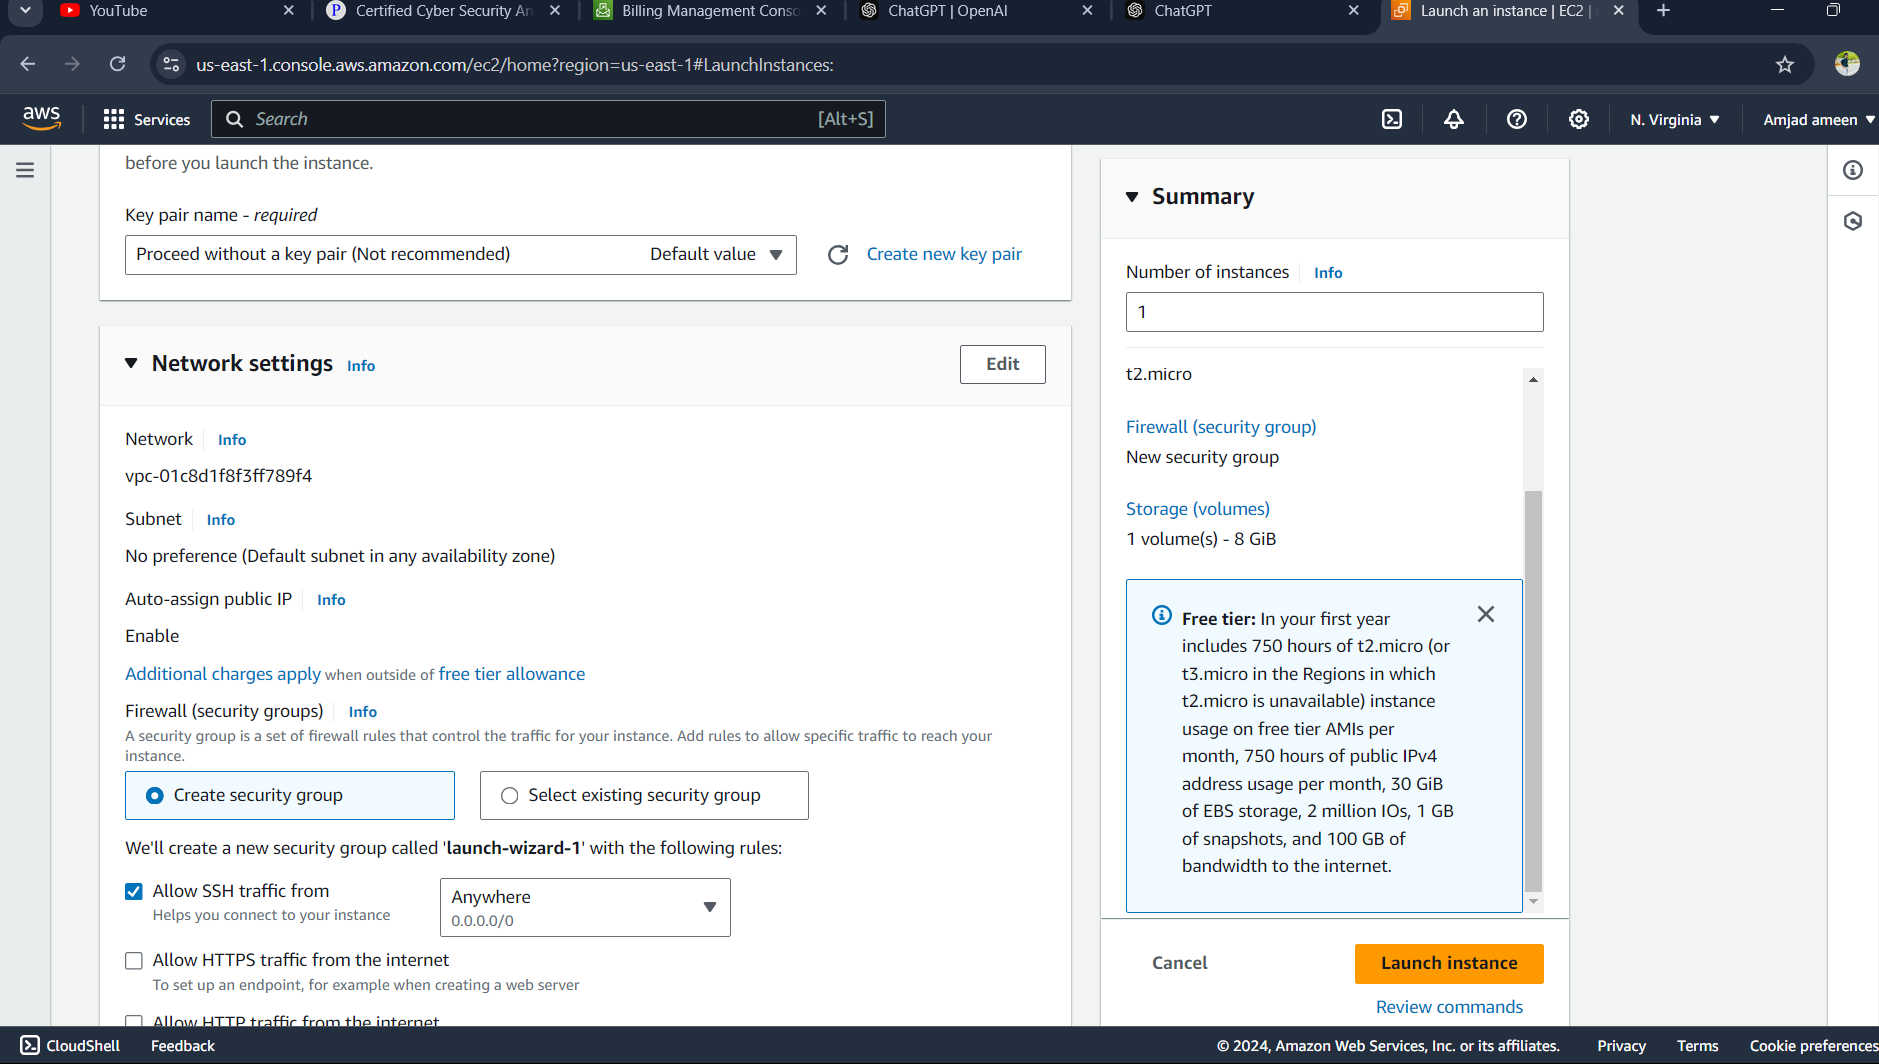 YouTube
Certified Cyber Security An
Billing Management Conso
ChatGPT | OpenAI
ChatGPT
Launch an instance | EC2 |
us-east-1.console.aws.amazon.com/ec2/home?region=us-east-1#LaunchInstances:
aws
Services
Search
[Alt+S]
N. Virginia
Amjad ameen
before you launch the instance.
Key pair name - required
Proceed without a key pair (Not recommended)
Default value
Create new key pair
Network settings
Info
Edit
Network
Info
vpc-01c8d1f8f3ff789f4
Subnet
Info
No preference (Default subnet in any availability zone)
Auto-assign public IP
Info
Enable
Additional charges apply when outside of free tier allowance
Firewall (security groups)
Info
A security group is a set of firewall rules that control the traffic for your instance. Add rules to allow specific traffic to reach your
instance.
Create security group
Select existing security group
We'll create a new security group called 'launch-wizard-1' with the following rules:
Allow SSH traffic from
Helps you connect to your instance
Anywhere
0.0.0.0/0
Allow HTTPS traffic from the internet
To set up an endpoint, for example when creating a web server
Allow HTTP traffic from the internet
Summary
Number of instances
Info
1
t2.micro
Firewall (security group)
New security group
Storage (volumes)
1 volume(s) - 8 GiB
Free tier: In your first year
includes 750 hours of t2.micro (or
t3.micro in the Regions in which
t2.micro is unavailable) instance
usage on free tier AMIs per
month, 750 hours of public IPv4
address usage per month, 30 GiB
of EBS storage, 2 million IOs, 1 GB
of snapshots, and 100 GB of
bandwidth to the internet.
Cancel
Launch instance
Review commands
CloudShell
Feedback
© 2024, Amazon Web Services, Inc. or its affiliates.
Privacy
Terms
Cookie preferences